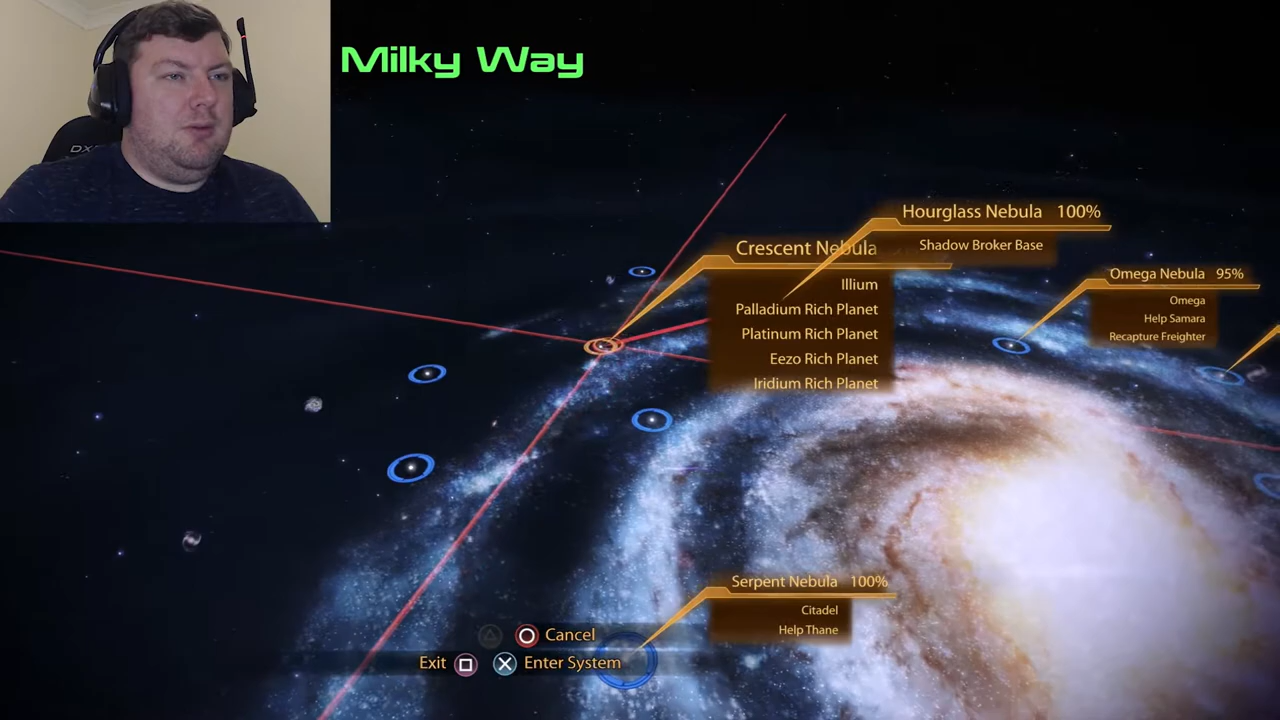 Milky Way
Hourglass Nebula 100%
Shadow Broker Base
Crescent Nebula
Illium
Palladium Rich Planet
Platinum Rich Planet
Eezo Rich Planet
Iridium Rich Planet
Omega Nebula 95%
Omega
Help Samara
Recapture Freighter
Serpent Nebula 100%
Citadel
Help Thane
Cancel
Exit Enter System